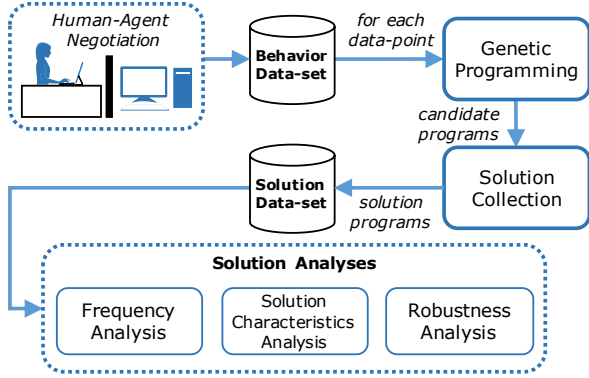 Human-Agent
Negotiation
Behavior
Data-set
for each
data-point
Genetic
Programming
candidate
programs
Solution
Collection
solution
programs
Solution
Data-set
Solution Analyses
Frequency
Analysis
Solution
Characteristics
Analysis
Robustness
Analysis